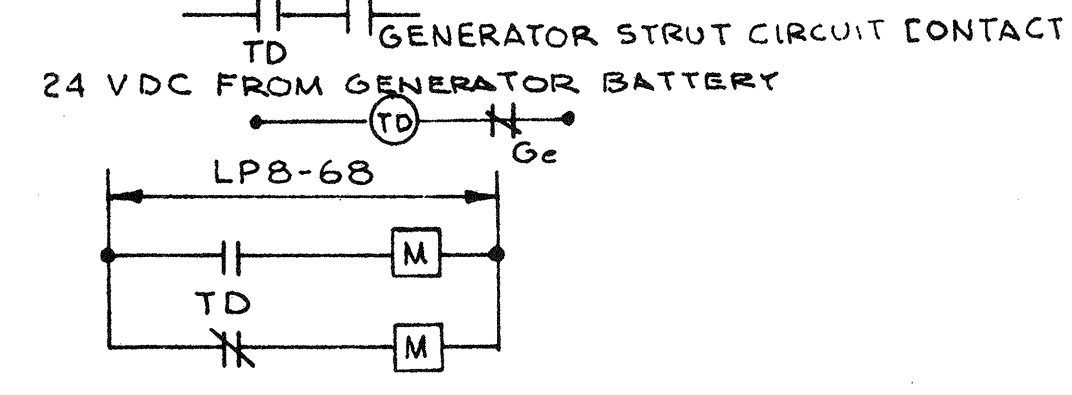 GENERATOR STRUT CIRCUIT CONTACT
TD
24 VDC FROM GENERATOR BATTERY
TD
Ge
LP8-68
M
TD
M